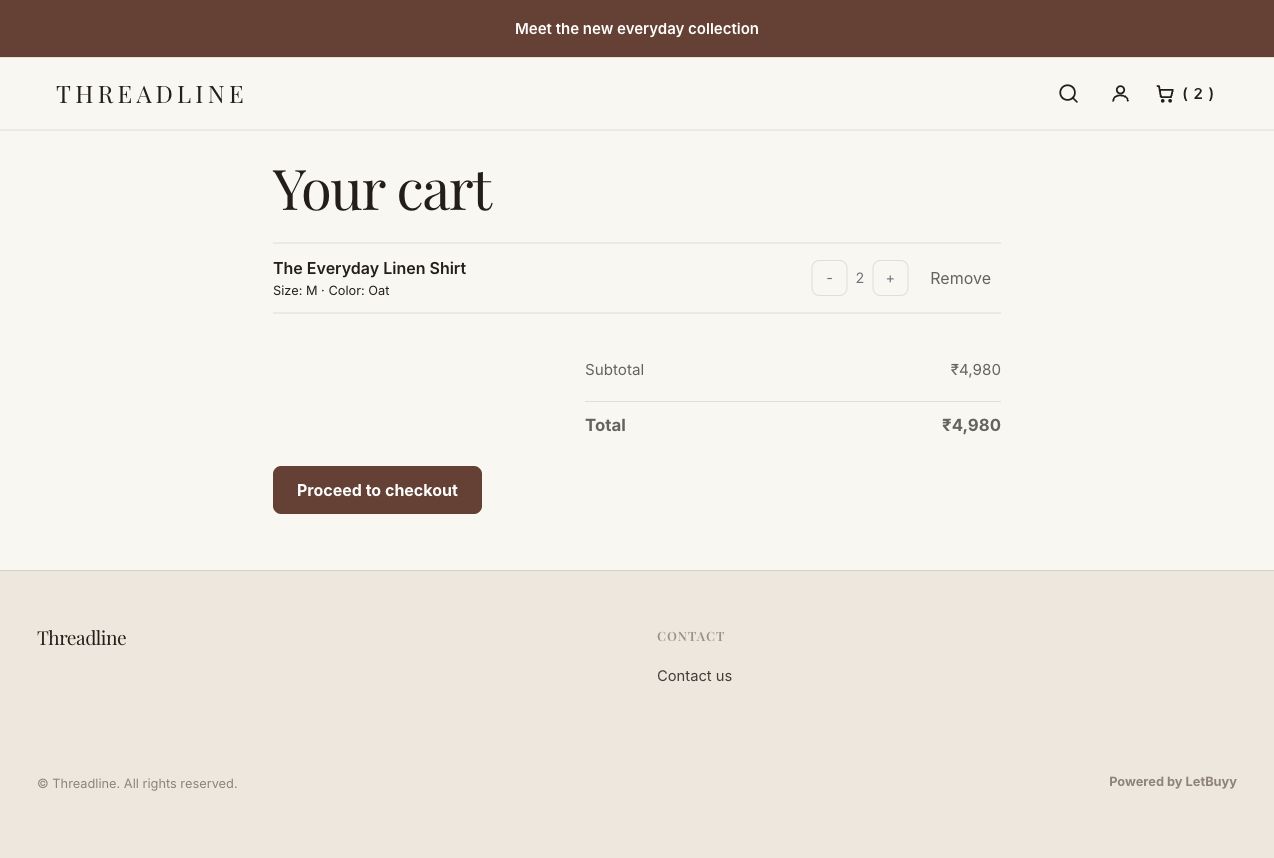 Meet the new everyday collection
THREADLINE
( 2 )
Your cart
The Everyday Linen Shirt
Size: M · Color: Oat
- 2 + Remove
Subtotal ₹4,980
Total ₹4,980
Proceed to checkout
Threadline
CONTACT
Contact us
© Threadline. All rights reserved.
Powered by LetBuyy